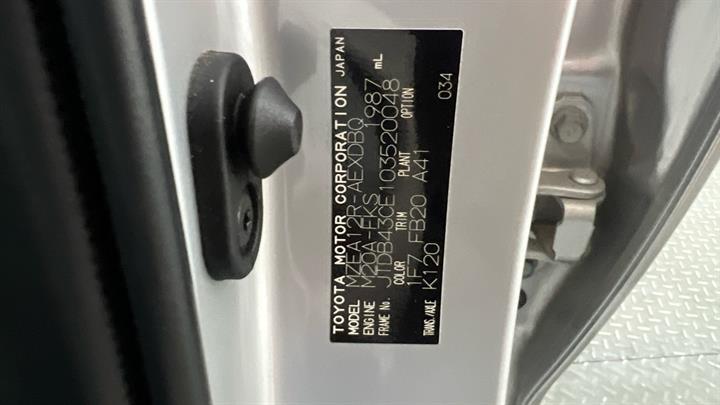 TOYOTA MOTOR CORPORATION JAPAN
MODEL MZEA12R-AEXDBQ
ENGINE M20A-FKS 1987 mL
FRAME No. JTDB43CE103520048
COLOR TRIM PLANT OPTION
1F7 FB20 A41
TRANS./AXLE K120 034